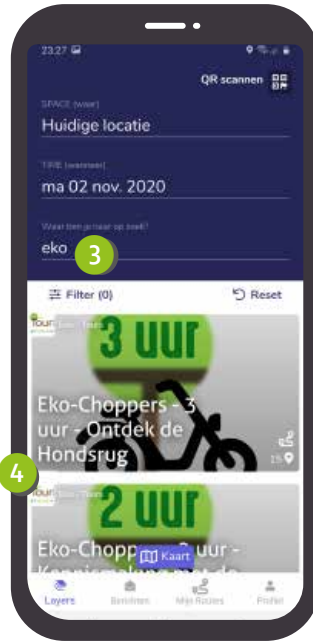 23:27
QR scannen
SPACE (waar)
Huidige locatie
TIME (wanneer)
ma 02 nov. 2020
Waar ben je naar op zoek?
eko
3
Filter (0)
Reset
3 uur
Eko-Choppers - 3
uur - Ontdek de
Hondsrug
15
4
2 uur
Kaart
Layers
Berichten
Mijn Routes
Profiel